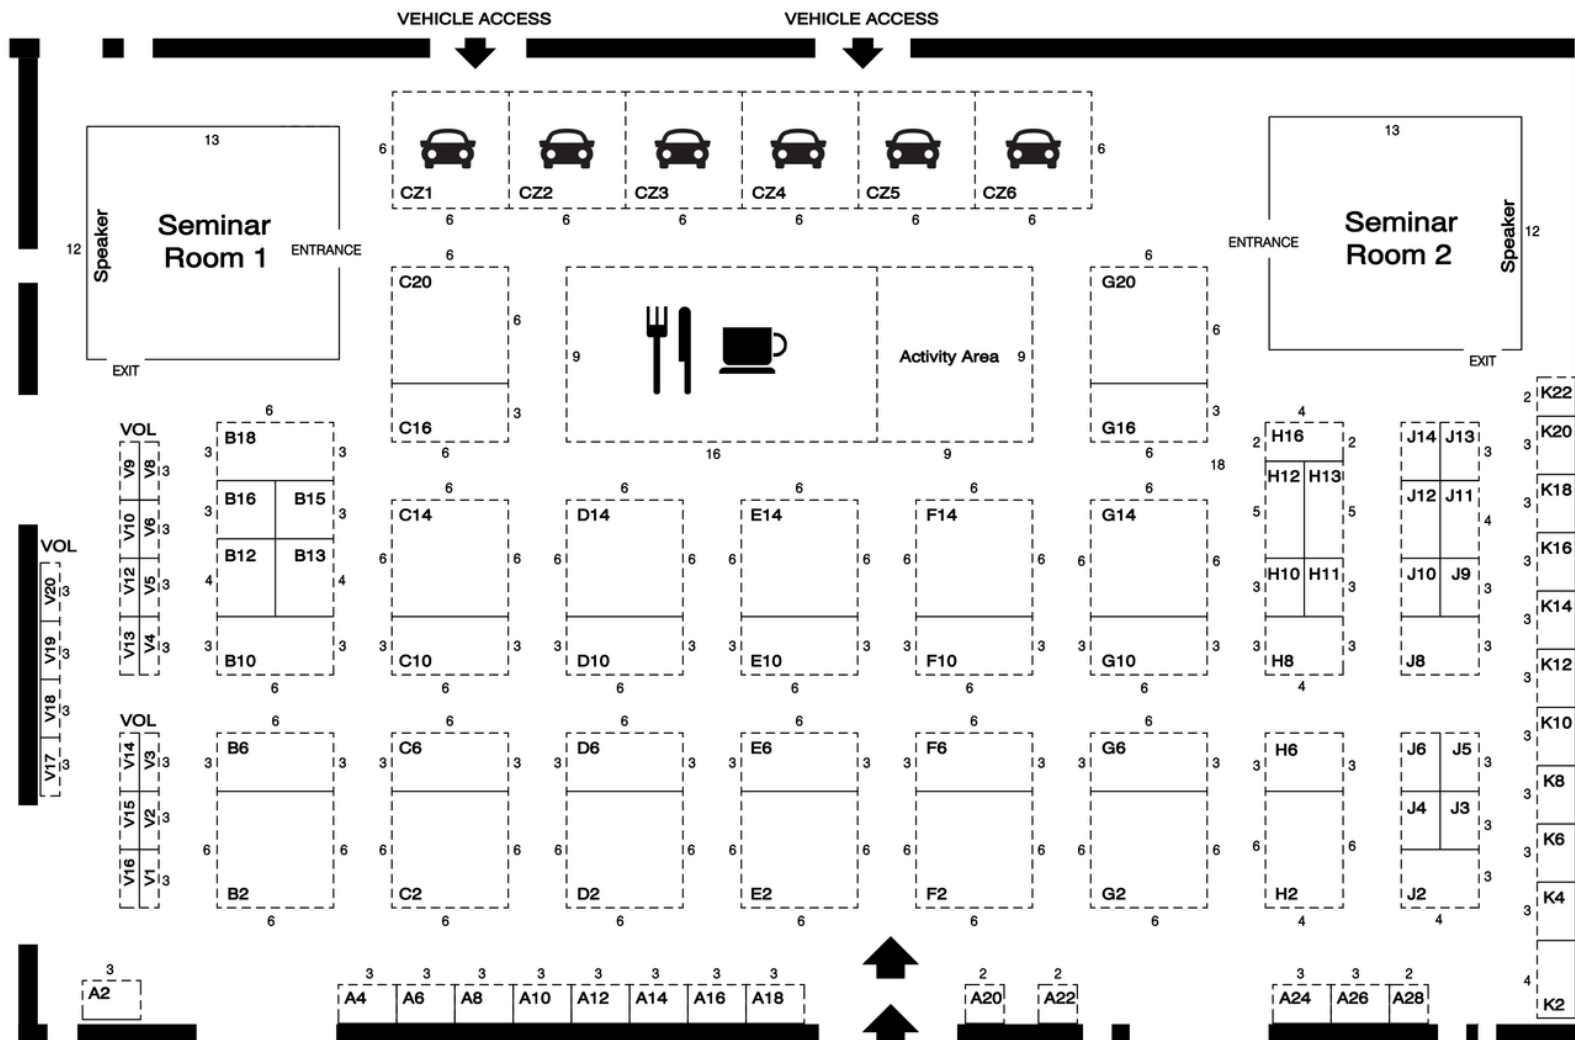 VEHICLE ACCESS VEHICLE ACCESS
13 13
6 6
CZ1 CZ2 CZ3 CZ4 CZ5 CZ6
6 6 6 6 6 6
Speaker
Seminar
Room 1
12
ENTRANCE
EXIT
Seminar
Room 2
Speaker
12
ENTRANCE
EXIT
6 6
C20 G20
6 6
9 Activity Area 9
C16 3 G16 3
6 16 9 6
18
2 K22
3 K20
3 K18
3 K16
3 K14
3 K12
3 K10
3 K8
3 K6
3 K4
4 K2
VOL
V9 V8 3
V10 V6 3
V12 V5 3
V13 V4 3
VOL
V20 3
V19 3
V18 3
V17 3
VOL
V14 V3 3
V15 V2 3
V16 V1 3
6
3 B18 3
3 B16 B15 3
4 B12 B13 4
3 B10 3
6
6 6 6 6 6
C14 D14 E14 F14 G14
6 6 6 6 6 6 6 6 6 6
3 C10 3 3 D10 3 3 E10 3 3 F10 3 3 G10 3
6 6 6 6 6
4
2 H16 2
H12 H13
5 5
3 H10 H11 3
3 H8 3
4
J14 J13 3
J12 J11 4
J10 J9 3
J8 3
6 6 6 6 6 6
3 B6 3 3 C6 3 3 D6 3 3 E6 3 3 F6 3 3 G6 3 3 H6 3
6 6 6 6 6 6 6 6 6 6 6 6 6 6
B2 C2 D2 E2 F2 G2 H2
6 6 6 6 6 6 4
J6 J5 3
J4 J3 3
J2 3
4
3 3 3 3 3 3 3 3 3 2 2 3 3 2
A2 A4 A6 A8 A10 A12 A14 A16 A18 A20 A22 A24 A26 A28